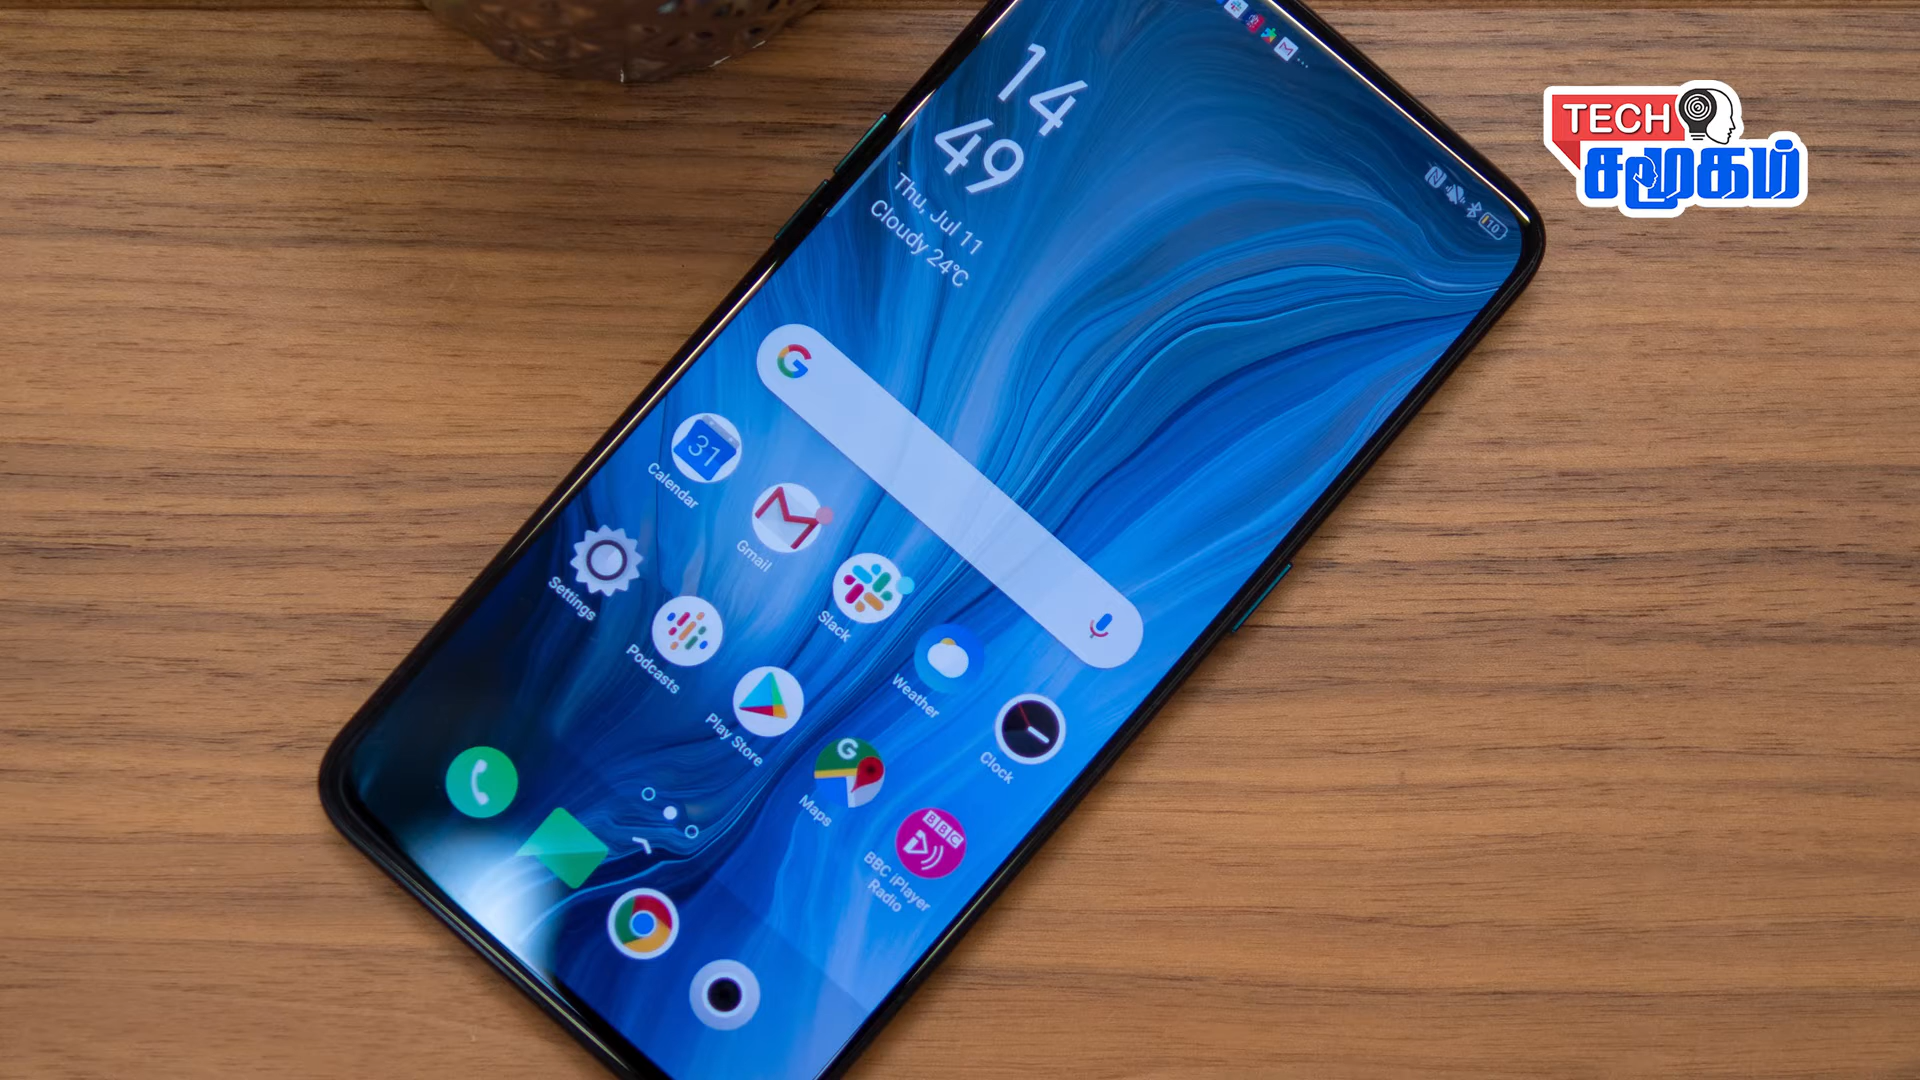 14
49
Thu, Jul 11
Cloudy 24°C
10
TECH
சமூகம்
G
31
Calendar
Gmail
Slack
Weather
Clock
Settings
Podcasts
Play Store
Maps
BBC
BBC iPlayer
Radio